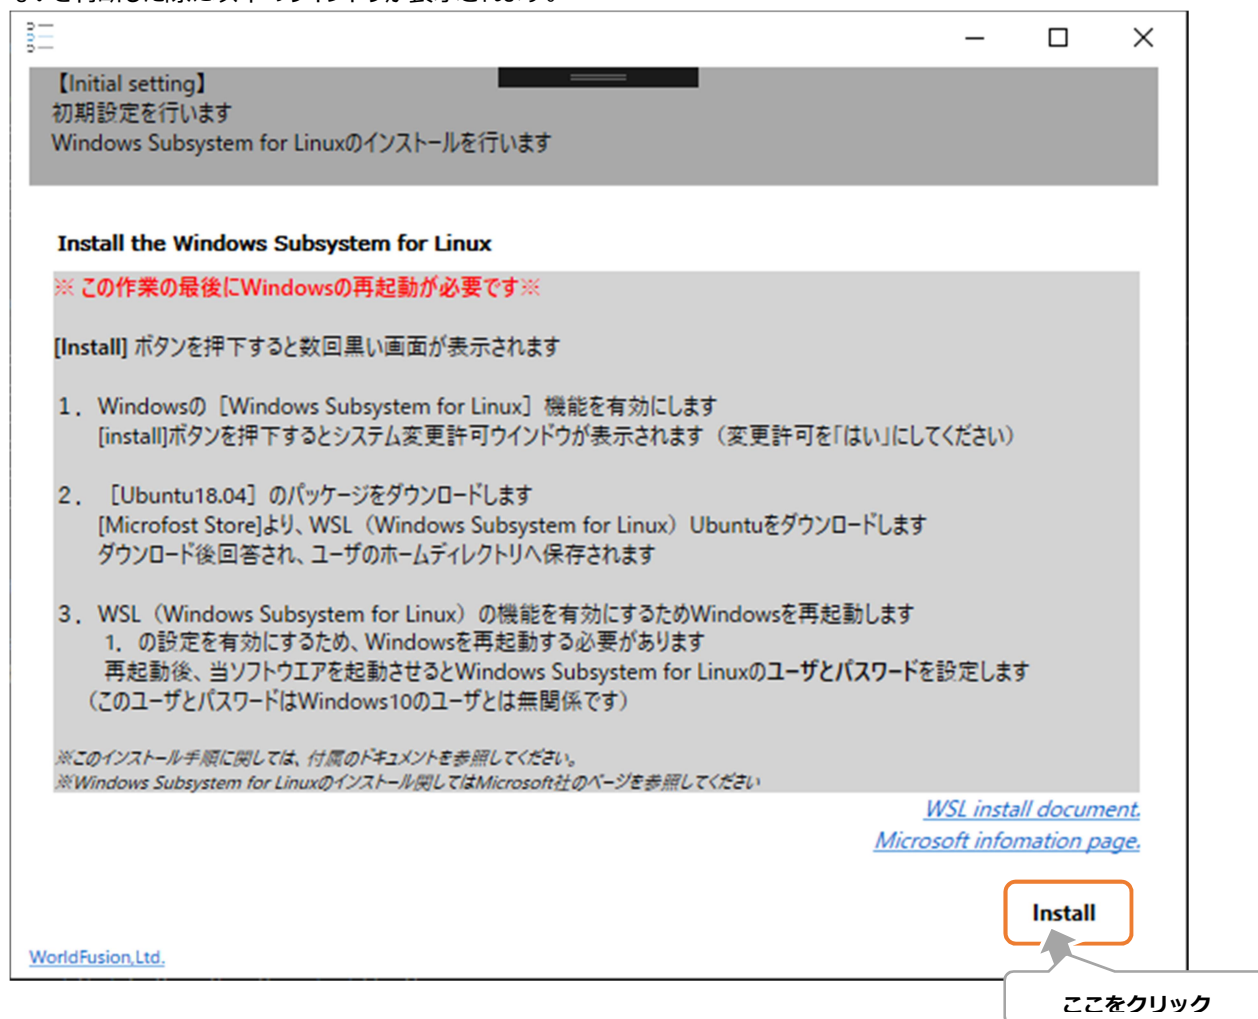 【Initial setting】
初期設定を行います
Windows Subsystem for Linuxのインストールを行います
Install the Windows Subsystem for Linux
※ この作業の最後にWindowsの再起動が必要です※
[Install] ボタンを押下すると数回黒い画面が表示されます
１．Windowsの［Windows Subsystem for Linux］機能を有効にします
[install]ボタンを押下するとシステム変更許可ウインドウが表示されます（変更許可を「はい」にしてください）
２．［Ubuntu18.04］のパッケージをダウンロードします
[Microfost Store]より、WSL（Windows Subsystem for Linux）Ubuntuをダウンロードします
ダウンロード後回答され、ユーザのホームディレクトリへ保存されます
３．WSL（Windows Subsystem for Linux）の機能を有効にするためWindowsを再起動します
1．の設定を有効にするため、Windowsを再起動する必要があります
再起動後、当ソフトウエアを起動させるとWindows Subsystem for Linuxのユーザとパスワードを設定します
（このユーザとパスワードはWindows10のユーザとは無関係です）
※このインストール手順に関しては、付属のドキュメントを参照してください。
※Windows Subsystem for Linuxのインストール関してはMicrosoft社のページを参照してください
WSL install document.
Microsoft infomation page.
Install
WorldFusion,Ltd.
ここをクリック